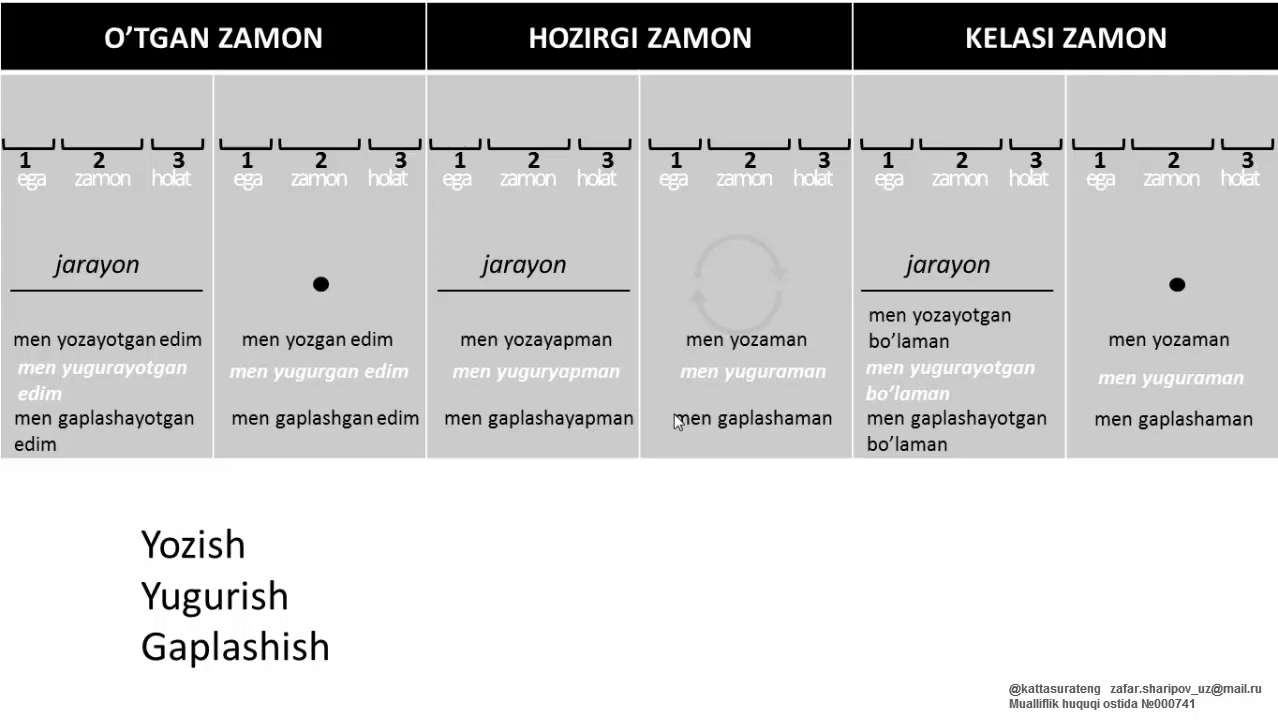 O’TGAN ZAMON
HOZIRGI ZAMON
KELASI ZAMON
1 2 3 1 2 3 1 2 3 1 2 3 1 2 3 1 2 3
ega zamon holat ega zamon holat ega zamon holat ega zamon holat ega zamon holat ega zamon holat
jarayon
men yozayotgan edim
men yugurayotgan
edim
men gaplashayotgan
edim
men yozgan edim
men yugurgan edim
men gaplashgan edim
jarayon
men yozayapman
men yuguryapman
men gaplashayapman
men yozaman
men yuguraman
men gaplashaman
jarayon
men yozayotgan
bo’laman
men yugurayotgan
bo’laman
men gaplashayotgan
bo’laman
men yozaman
men yuguraman
men gaplashaman
Yozish
Yugurish
Gaplashish
@kattasurateng zafar.sharipov_uz@mail.ru
Mualliflik huquqi ostida №000741